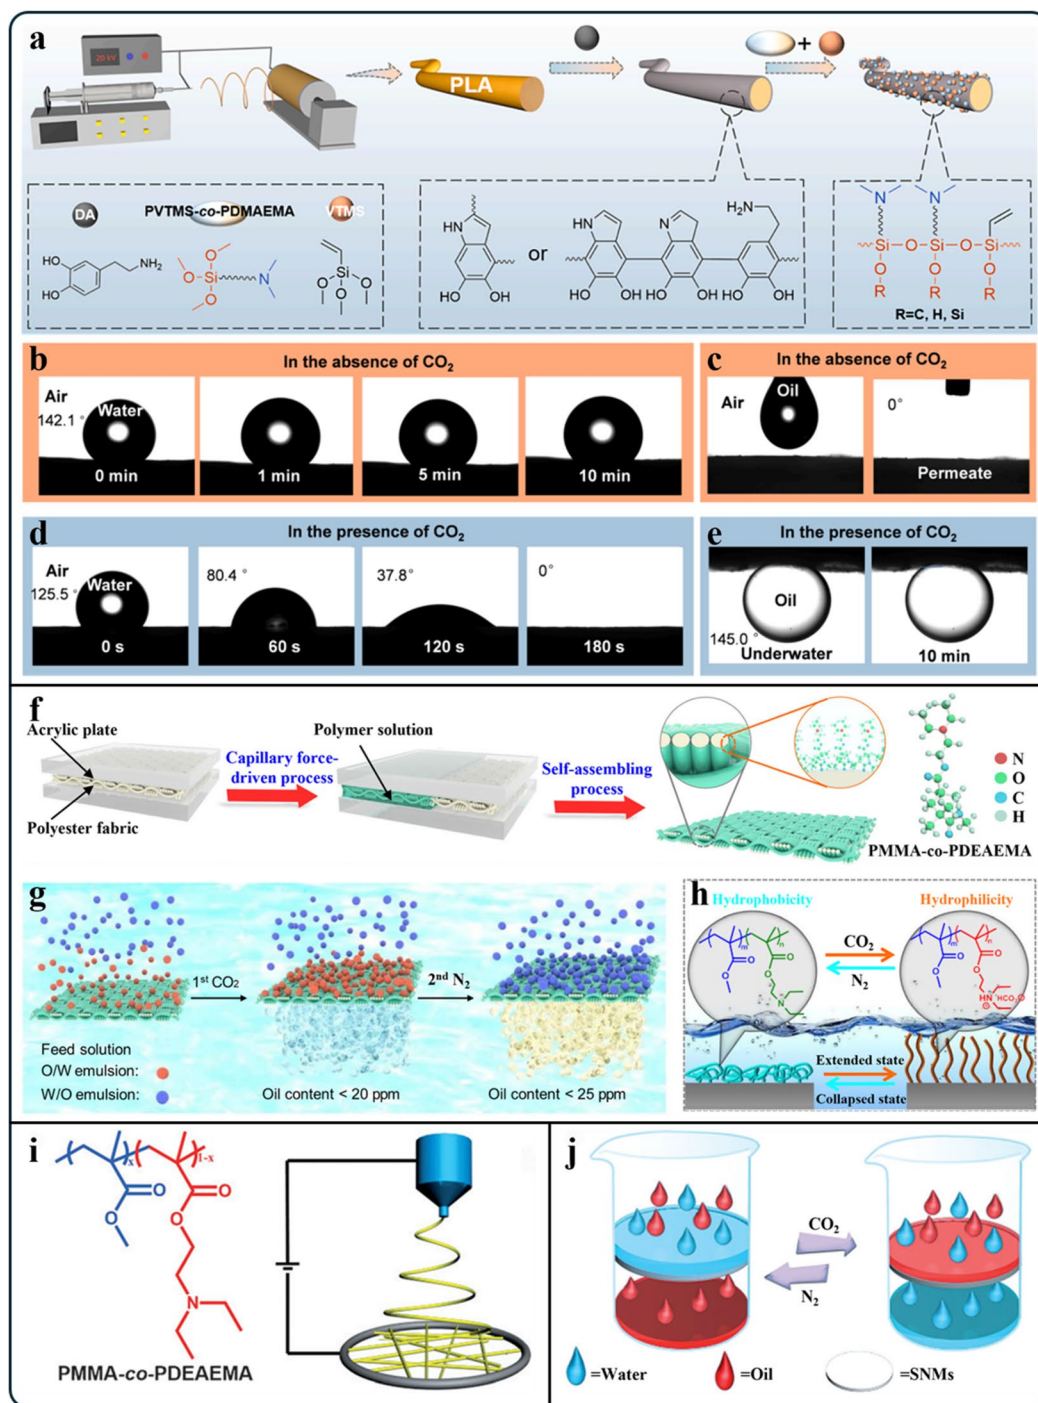 a
20 kV
PLA
+
DA
PVTMS-co-PDMAEMA
VTMS
HO
HO
NH₂
O
O
Si
O
N
Si
O
O
O
HN
HO OH
or
HN
N
H₂N
HO OH
HO OH
HO OH
N
N
Si O Si O Si
O O O
R R R
R=C, H, Si
b
In the absence of CO₂
Air
142.1 °
Water
0 min
1 min
5 min
10 min
c
In the absence of CO₂
Air
Oil
0°
Permeate
d
In the presence of CO₂
Air
125.5 °
Water
0 s
80.4 °
60 s
37.8 °
120 s
0°
180 s
e
In the presence of CO₂
Oil
145.0 °
Underwater
10 min
f
Acrylic plate
Polyester fabric
Capillary force-
driven process
Polymer solution
Self-assembling
process
N
O
C
H
PMMA-co-PDEAEMA
g
1st CO₂
2nd N₂
Feed solution
O/W emulsion:
W/O emulsion:
Oil content < 20 ppm
Oil content < 25 ppm
h
Hydrophobicity
Hydrophilicity
m n
O O
O O
N
CO₂
N₂
m n
O O
O O
HN HCO₃⊖
⊕
Extended state
Collapsed state
i
x 1-x
O O
O O
N
PMMA-co-PDEAEMA
j
CO₂
N₂
=Water
=Oil
=SNMs